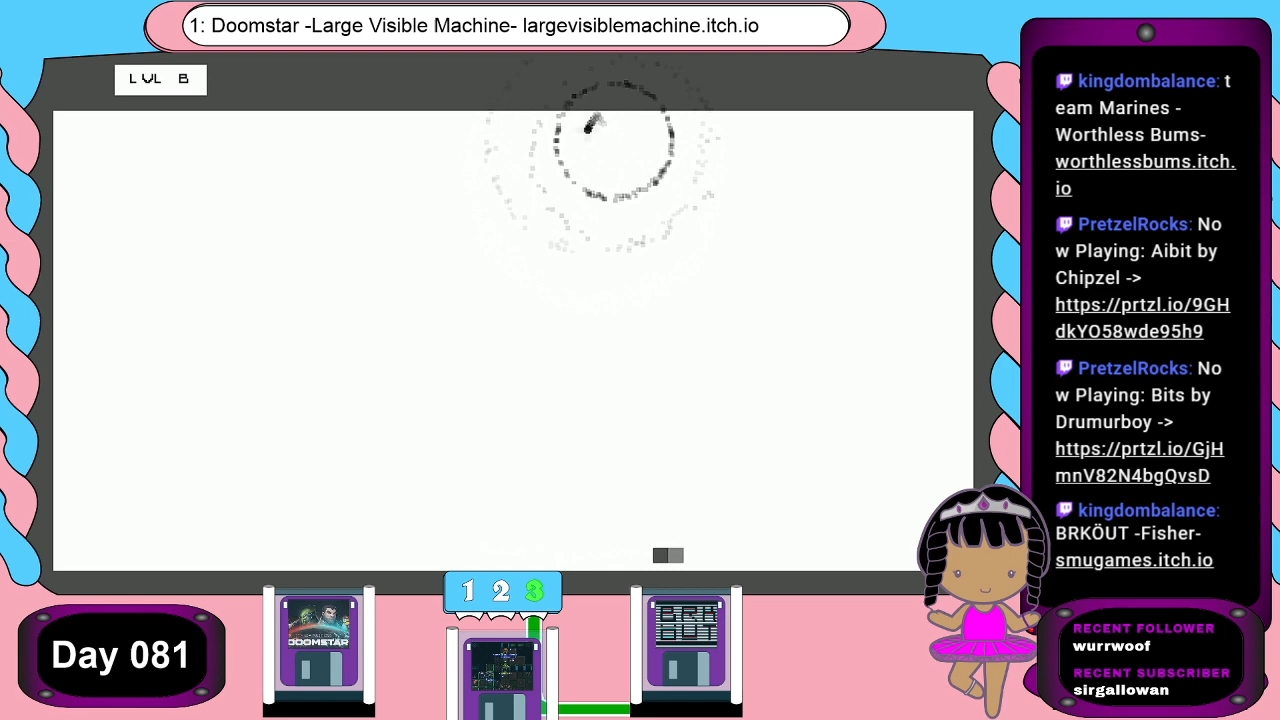 1: Doomstar -Large Visible Machine- largevisiblemachine.itch.io
LVL B
kingdombalance: t
eam Marines -
Worthless Bums-
worthlessbums.itch.
io
PretzelRocks: No
w Playing: Aibit by
Chipzel ->
https://prtzl.io/9GH
dkYO58wde95h9
PretzelRocks: No
w Playing: Bits by
Drumurboy ->
https://prtzl.io/GjH
mnV82N4bgQvsD
kingdombalance:
BRKÖUT -Fisher-
smugames.itch.io
1 2 3
DOOMSTAR
Day 081
RECENT FOLLOWER
wurrwoof
RECENT SUBSCRIBER
sirgallowan